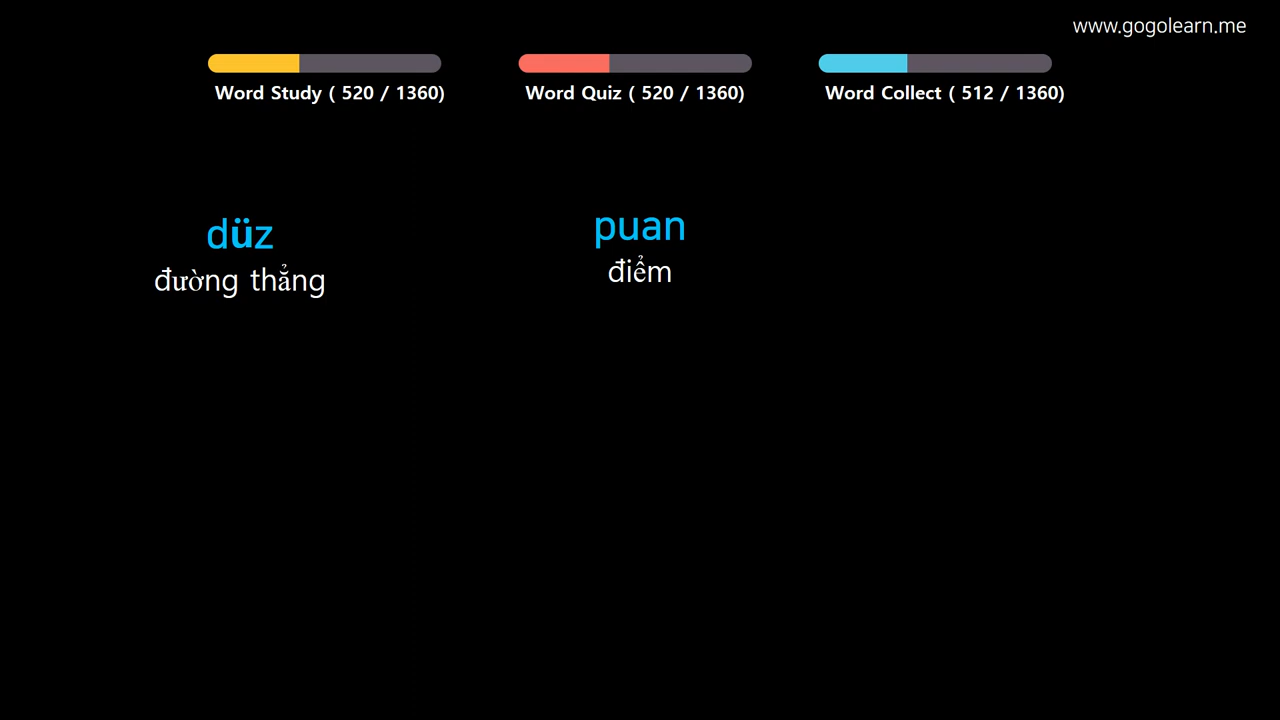 www.gogolearn.me
Word Study ( 520 / 1360)
Word Quiz ( 520 / 1360)
Word Collect ( 512 / 1360)
düz
đường thẳng
puan
điểm